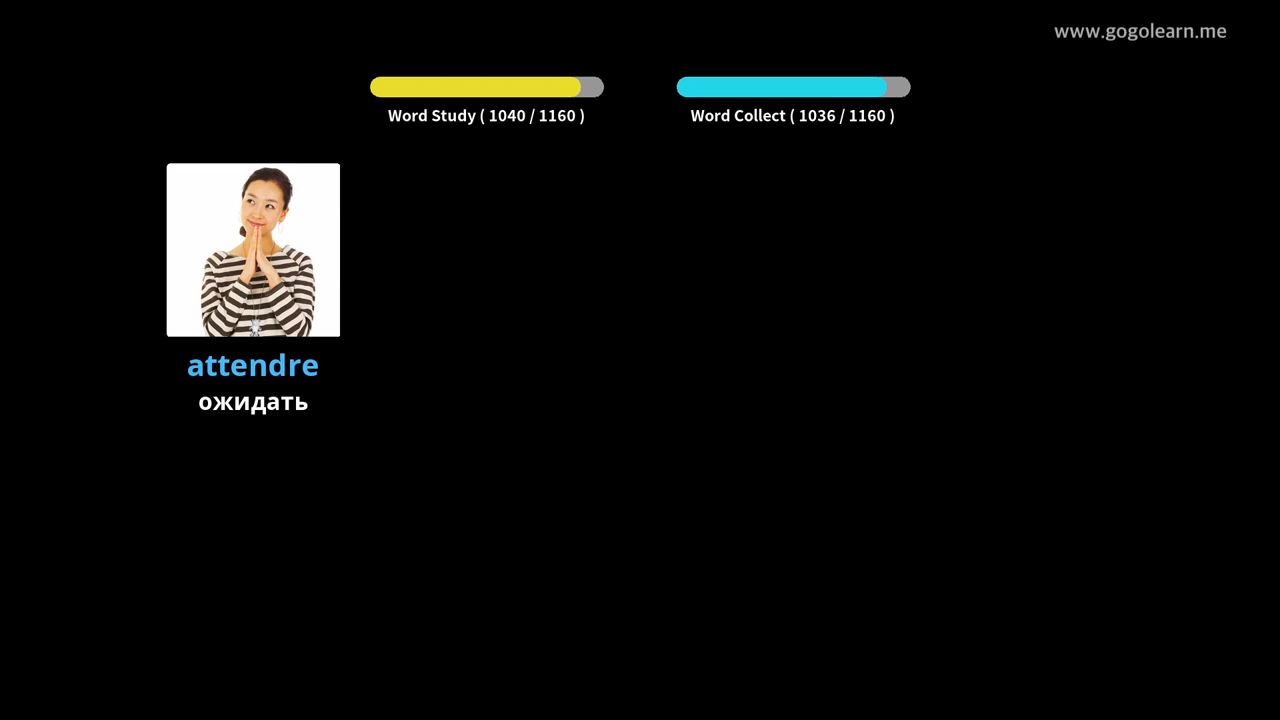 www.gogolearn.me
Word Study ( 1040 / 1160 )
Word Collect ( 1036 / 1160 )
attendre
ожидать